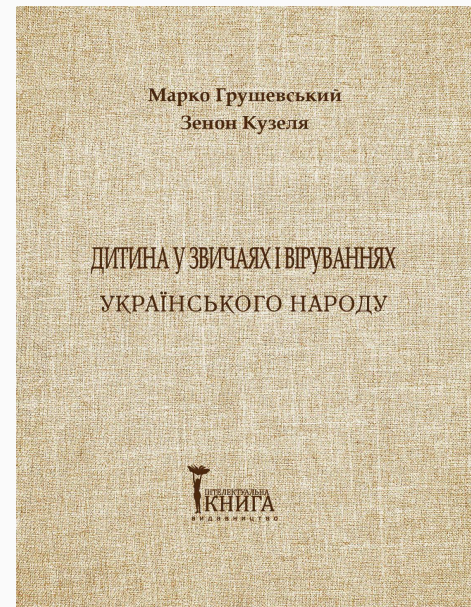 Марко Грушевський
Зенон Кузеля
ДИТИНА У ЗВИЧАЯХ І ВІРУВАННЯХ
УКРАЇНСЬКОГО НАРОДУ
ІНТЕЛЕКТУАЛЬНА
КНИГА
ВИДАВНИЦТВО